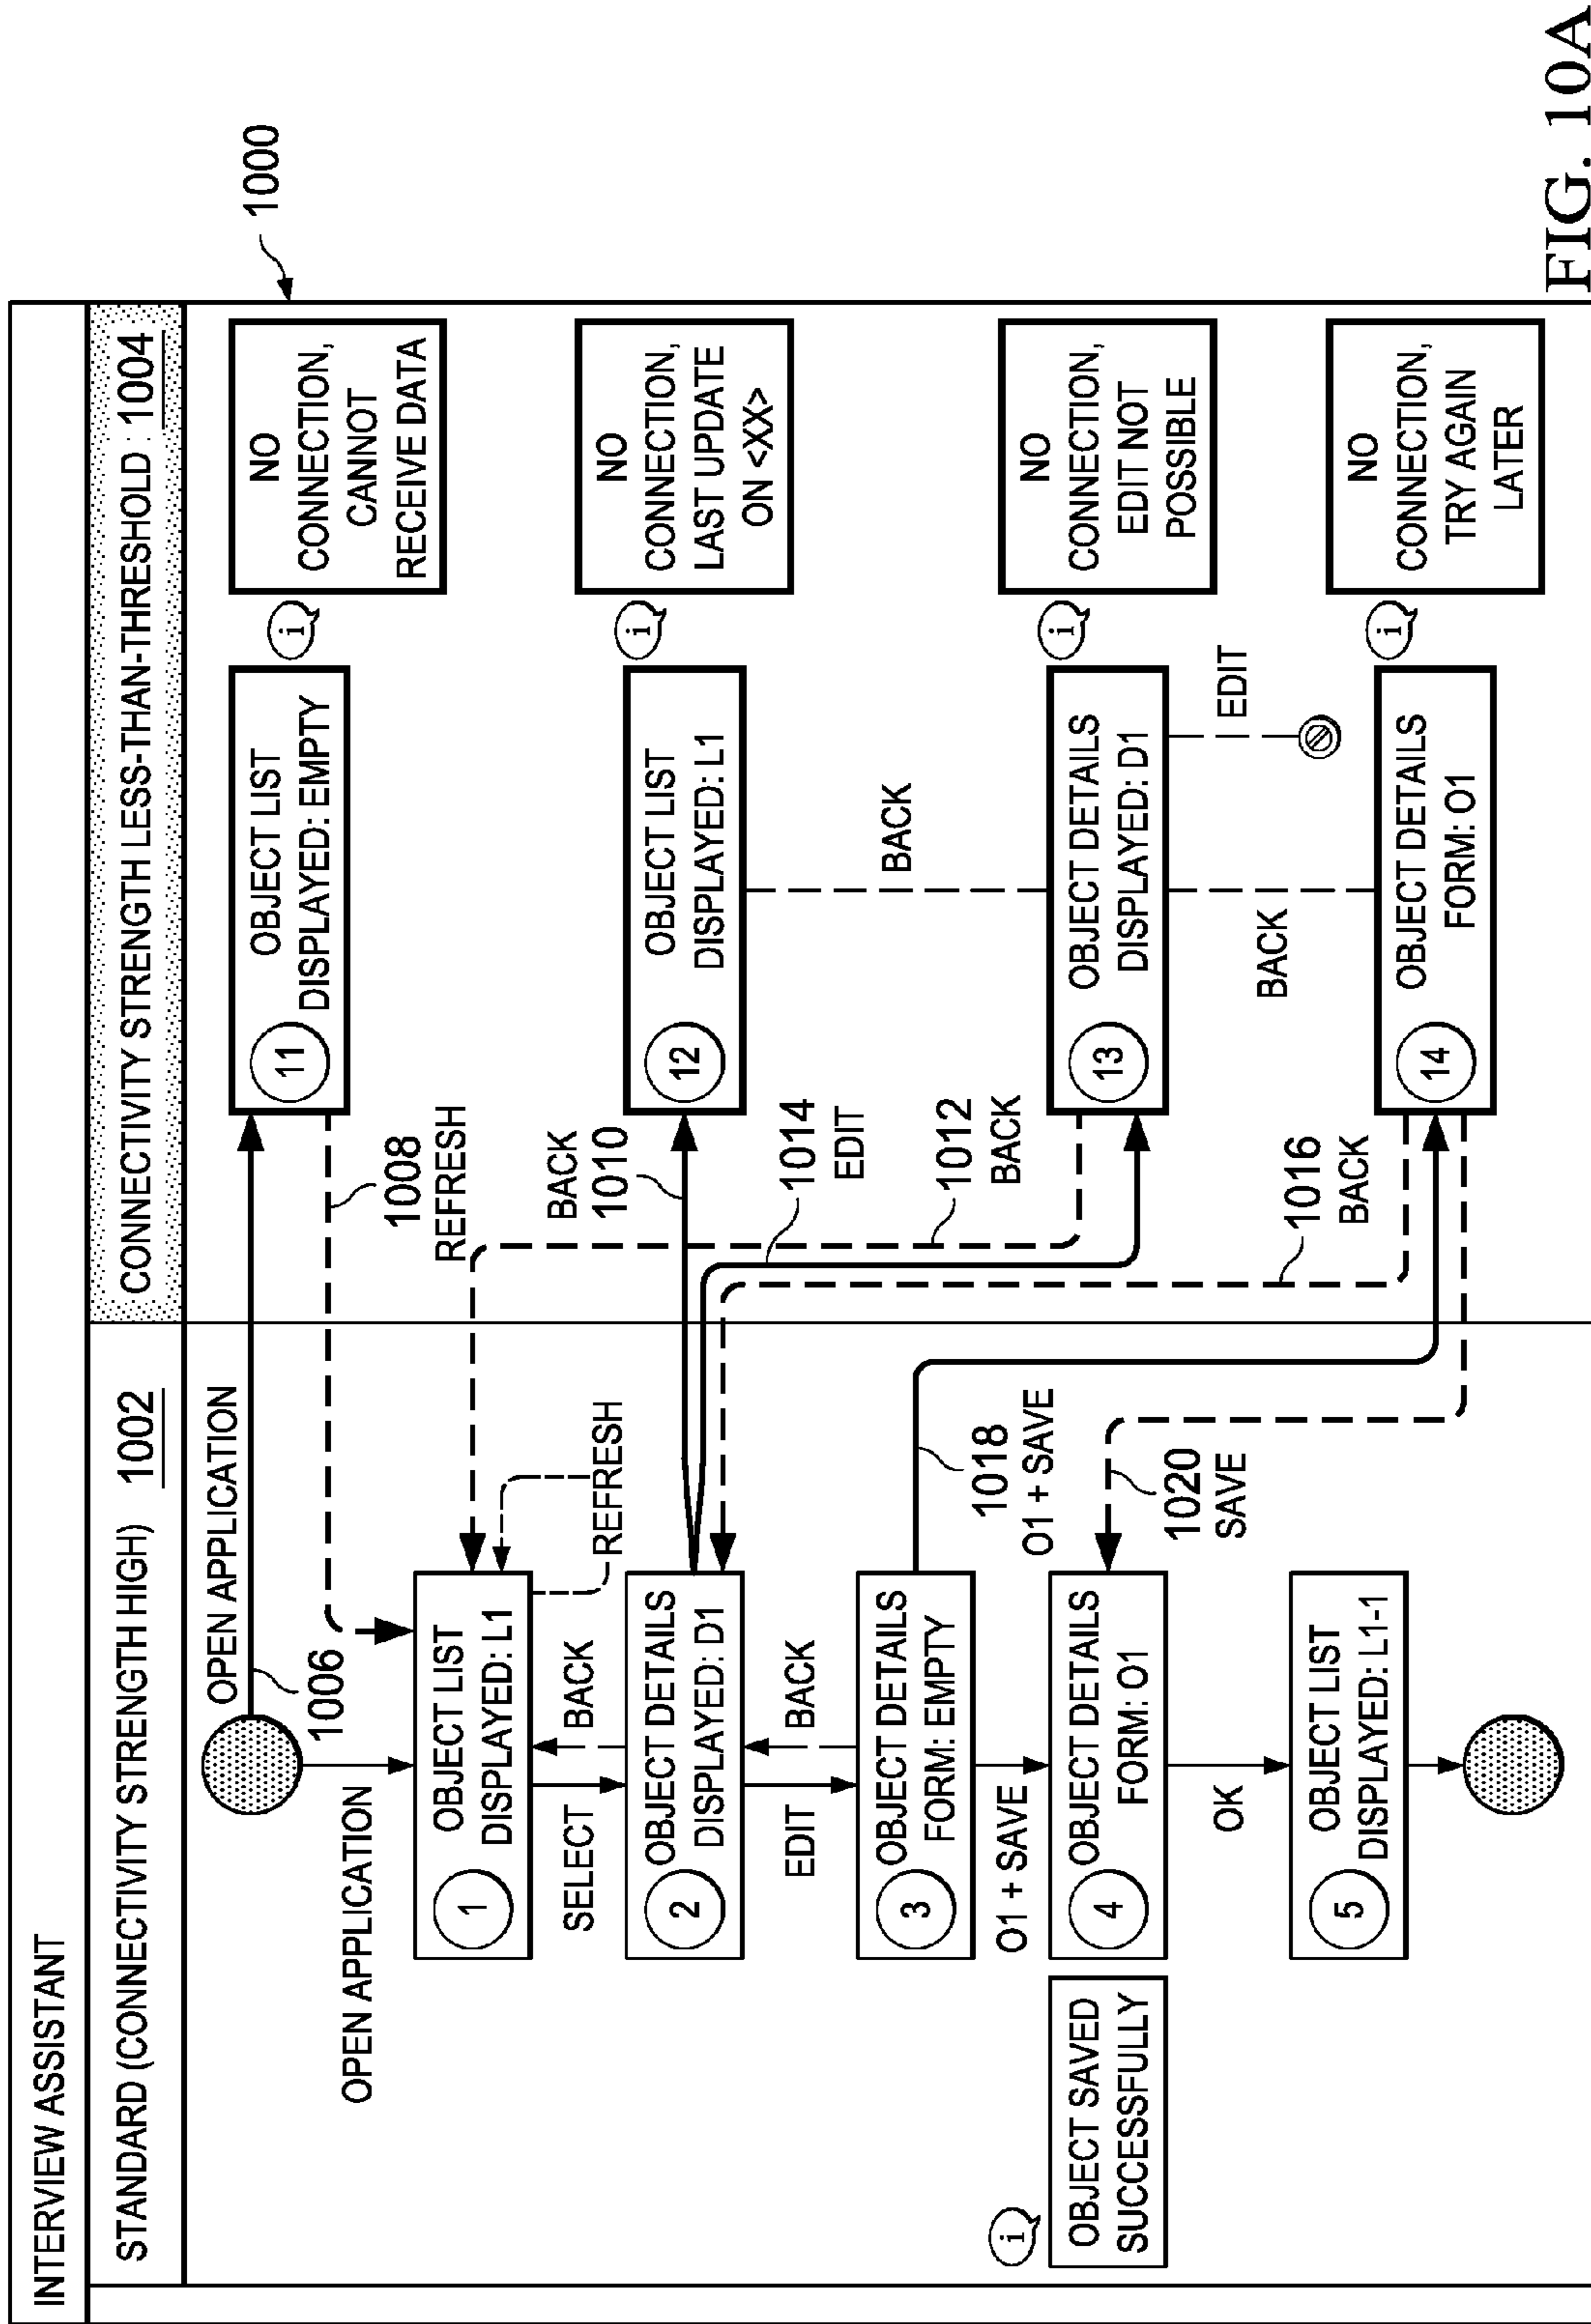 INTERVIEW ASSISTANT
STANDARD (CONNECTIVITY STRENGTH HIGH) 1002
CONNECTIVITY STRENGTH LESS-THAN-THRESHOLD : 1004
1000
OPEN APPLICATION
1006
OPEN APPLICATION
11
OBJECT LIST
DISPLAYED: EMPTY
i
NO
CONNECTION,
CANNOT
RECEIVE DATA
1008
REFRESH
1
OBJECT LIST
DISPLAYED: L1
REFRESH
SELECT
BACK
BACK
1010
12
OBJECT LIST
DISPLAYED: L1
i
NO
CONNECTION,
LAST UPDATE
ON <XX>
2
OBJECT DETAILS
DISPLAYED: D1
1014
EDIT
BACK
EDIT
BACK
1012
BACK
3
OBJECT DETAILS
FORM: EMPTY
13
OBJECT DETAILS
DISPLAYED: D1
i
NO
CONNECTION,
EDIT NOT
POSSIBLE
EDIT
O1 + SAVE
1018
O1 + SAVE
i
OBJECT SAVED
SUCCESSFULLY
4
OBJECT DETAILS
FORM: O1
1020
SAVE
1016
BACK
BACK
OK
14
OBJECT DETAILS
FORM: O1
i
NO
CONNECTION,
TRY AGAIN
LATER
5
OBJECT LIST
DISPLAYED: L1-1
FIG. 10A